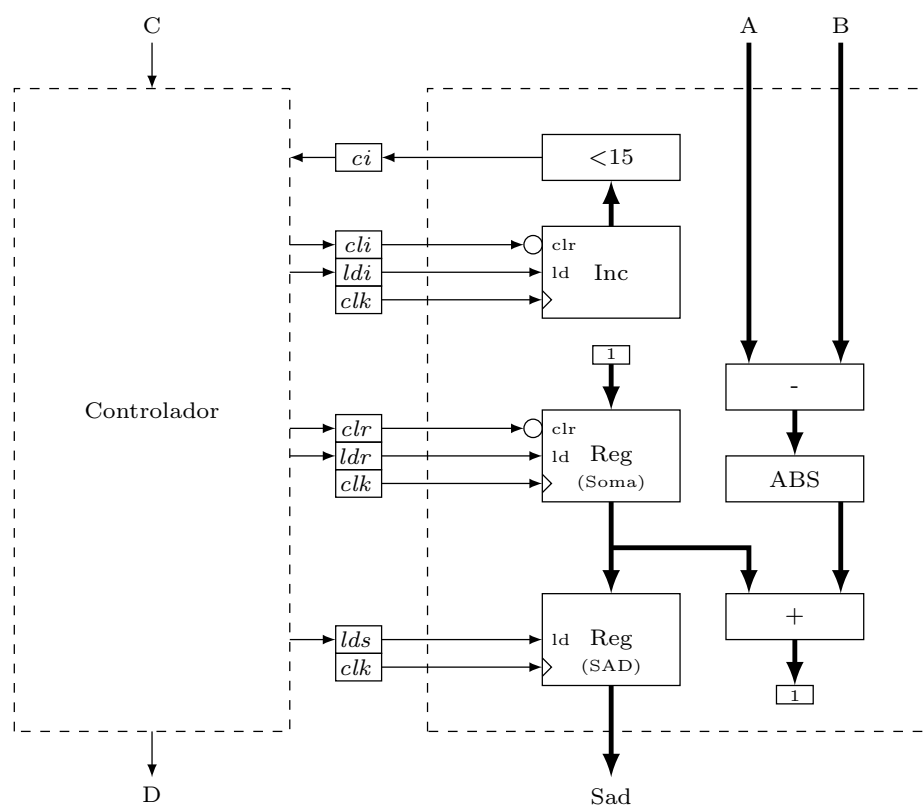 C
A
B
ci
<15
cli
clr
ldi
ld
Inc
clk
1
-
Controlador
clr
clr
ldr
ld
Reg
clk
(Soma)
ABS
+
lds
ld
Reg
clk
(SAD)
1
D
Sad